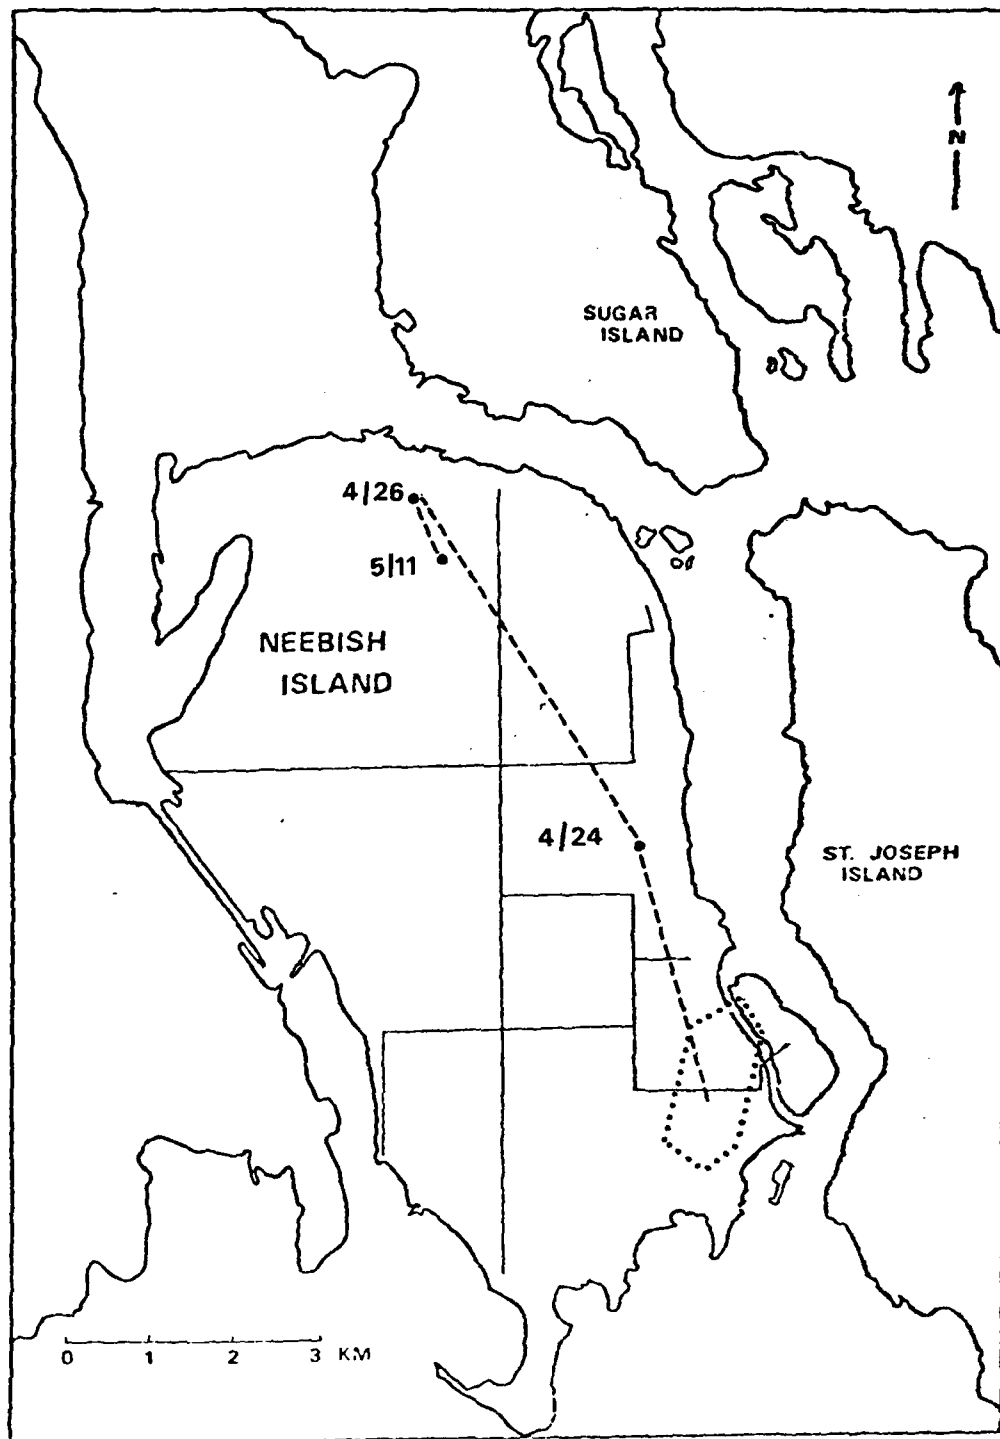 N
SUGAR
ISLAND
4/26
5/11
NEEBISH
ISLAND
4/24
ST. JOSEPH
ISLAND
0 1 2 3 KM